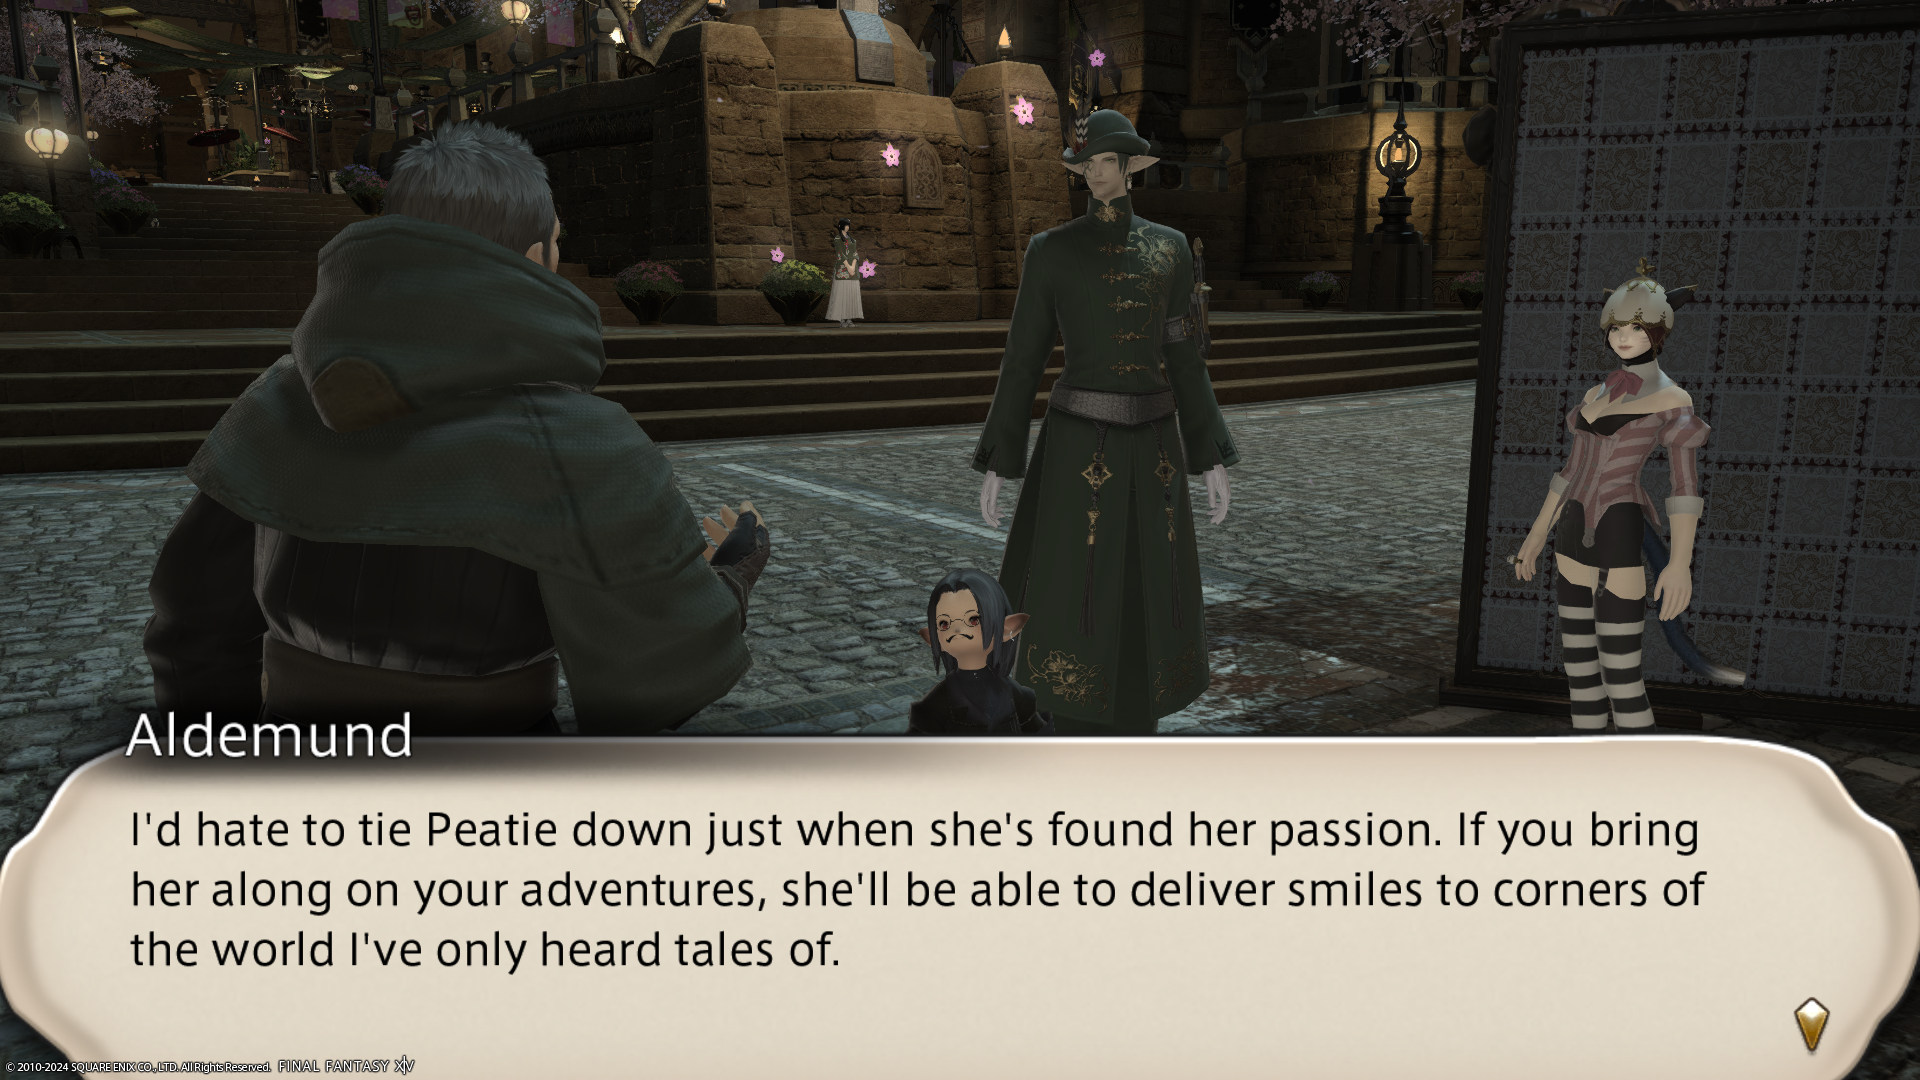 Aldemund
I'd hate to tie Peatie down just when she's found her passion. If you bring
her along on your adventures, she'll be able to deliver smiles to corners of
the world I've only heard tales of.
© 2010-2024 SQUARE ENIX CO., LTD. All Rights Reserved. FINAL FANTASY XIV